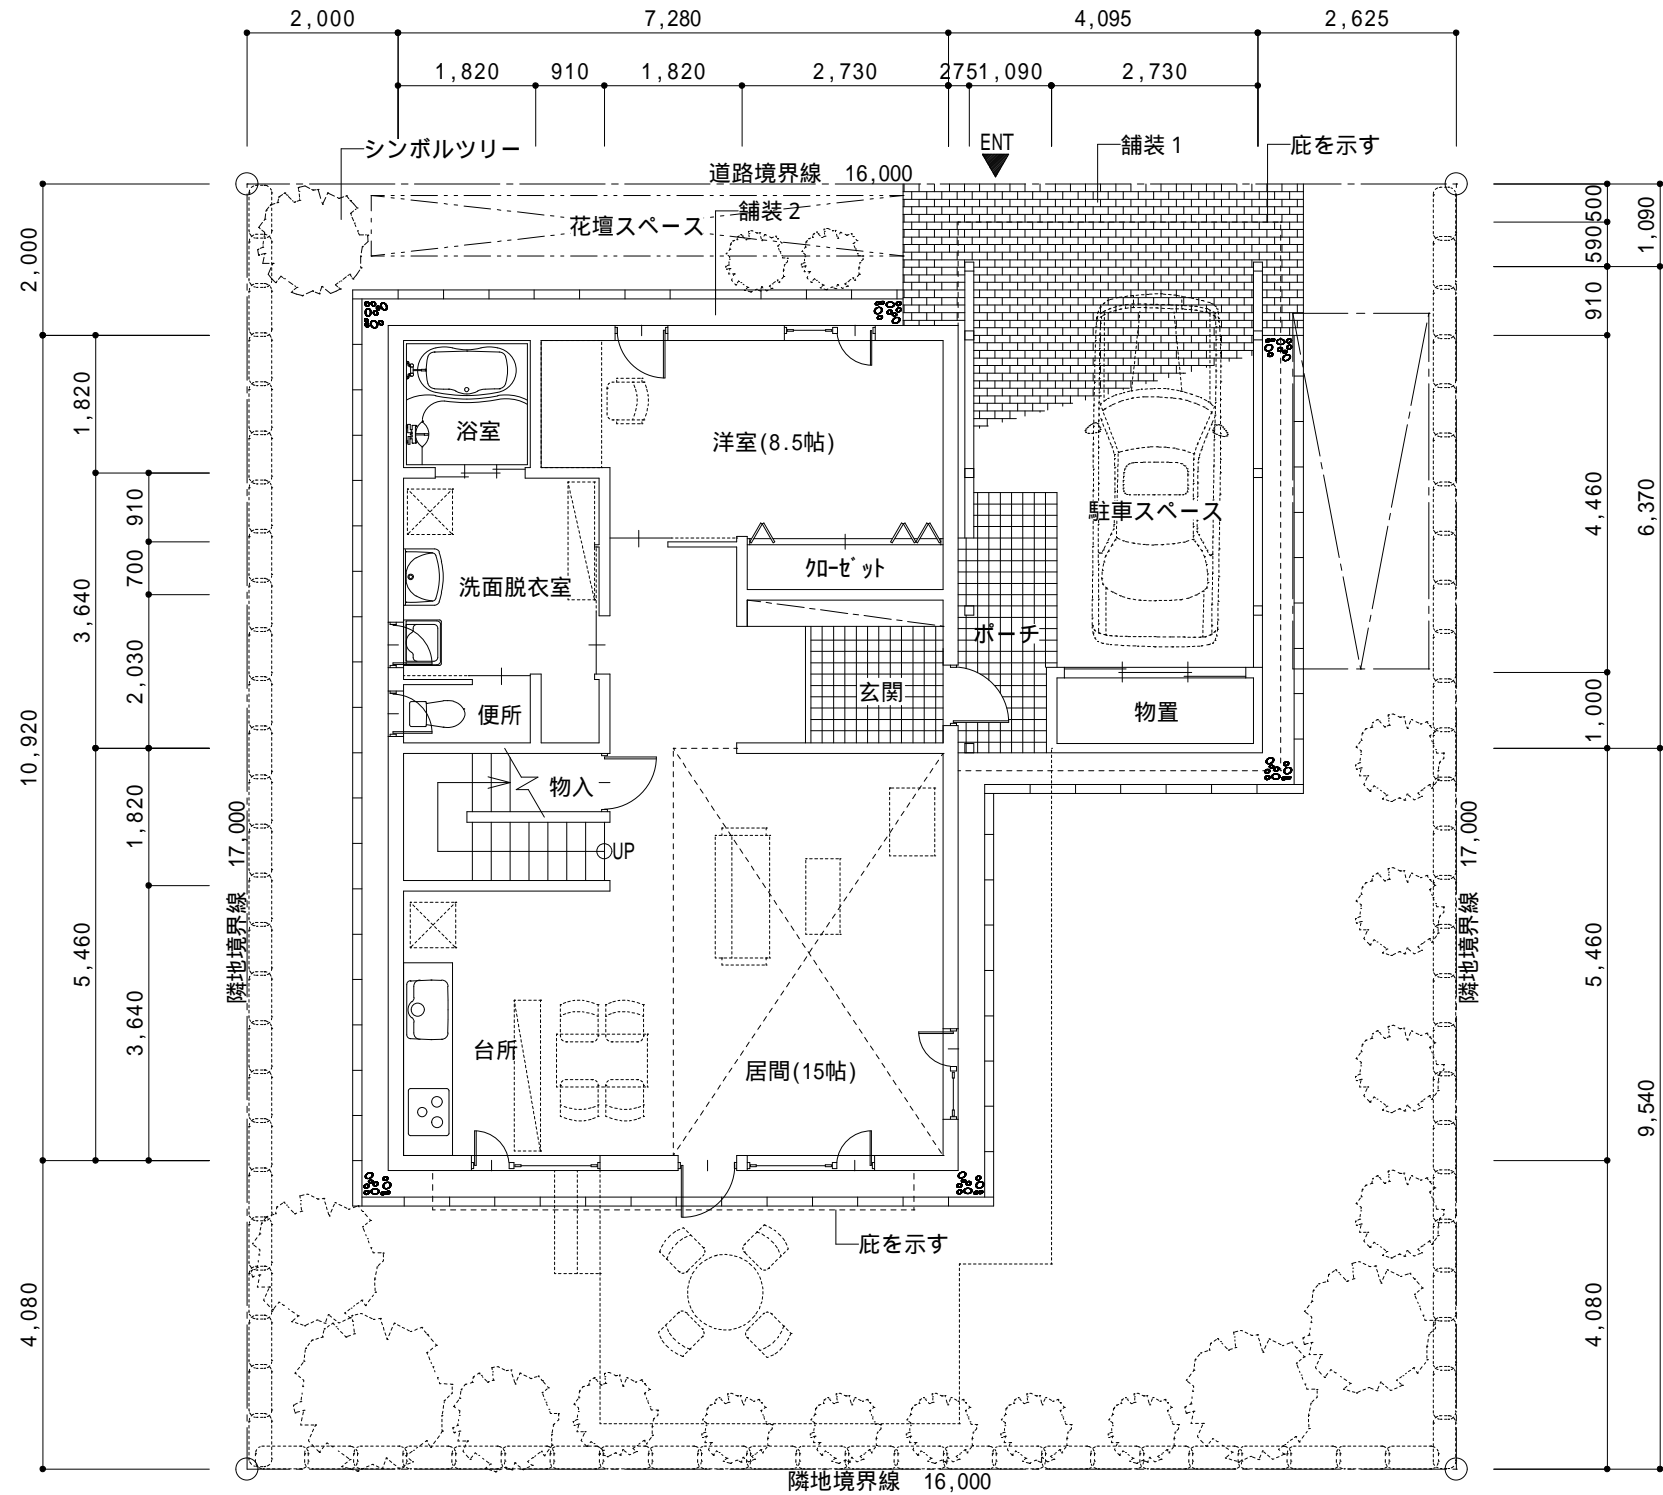 2,000 7,280 4,095 2,625
1,820 910 1,820 2,730 275 1,090 2,730
シンボルツリー
ENT
舗装1
庇を示す
道路境界線 16,000
舗装2
花壇スペース
2,000
10,920
4,080
1,820
3,640
5,460
910
700
2,030
1,820
3,640
500
590
910
4,460
1,000
5,460
4,080
1,090
6,370
9,540
浴室
洋室(8.5帖)
駐車スペース
クローゼット
洗面脱衣室
ポーチ
玄関
物置
便所
物入
UP
隣地境界線 17,000
隣地境界線 17,000
台所
居間(15帖)
庇を示す
隣地境界線 16,000